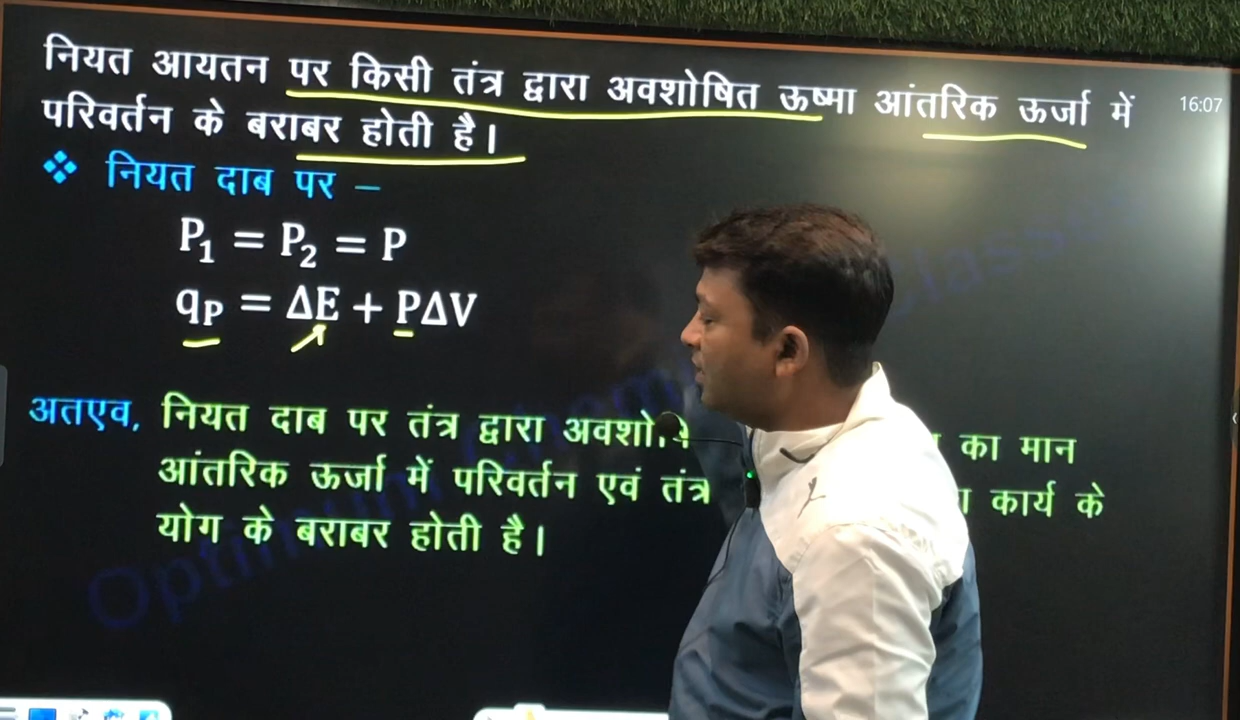 नियत आयतन पर किसी तंत्र द्वारा अवशोषित ऊष्मा आंतरिक ऊर्जा में
16:07
परिवर्तन के बराबर होती है।
❖ नियत दाब पर –
P₁ = P₂ = P
qP = ΔE + PΔV
अतएव, नियत दाब पर तंत्र द्वारा का मान
आंतरिक ऊर्जा में परिवर्तन एवं तंत्र कार्य के
योग के बराबर होती है।